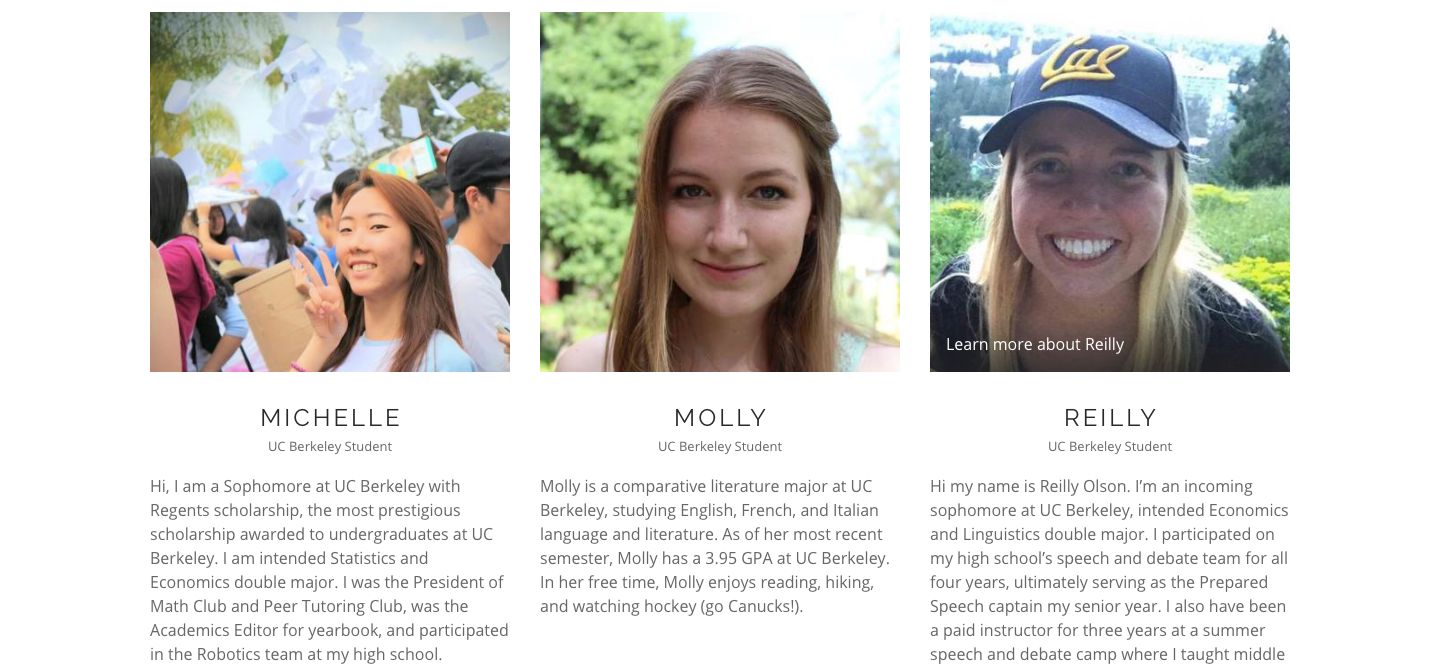 Cal
Learn more about Reilly
MICHELLE
UC Berkeley Student
Hi, I am a Sophomore at UC Berkeley with
Regents scholarship, the most prestigious
scholarship awarded to undergraduates at UC
Berkeley. I am intended Statistics and
Economics double major. I was the President of
Math Club and Peer Tutoring Club, was the
Academics Editor for yearbook, and participated
in the Robotics team at my high school.
MOLLY
UC Berkeley Student
Molly is a comparative literature major at UC
Berkeley, studying English, French, and Italian
language and literature. As of her most recent
semester, Molly has a 3.95 GPA at UC Berkeley.
In her free time, Molly enjoys reading, hiking,
and watching hockey (go Canucks!).
REILLY
UC Berkeley Student
Hi my name is Reilly Olson. I’m an incoming
sophomore at UC Berkeley, intended Economics
and Linguistics double major. I participated on
my high school’s speech and debate team for all
four years, ultimately serving as the Prepared
Speech captain my senior year. I also have been
a paid instructor for three years at a summer
speech and debate camp where I taught middle